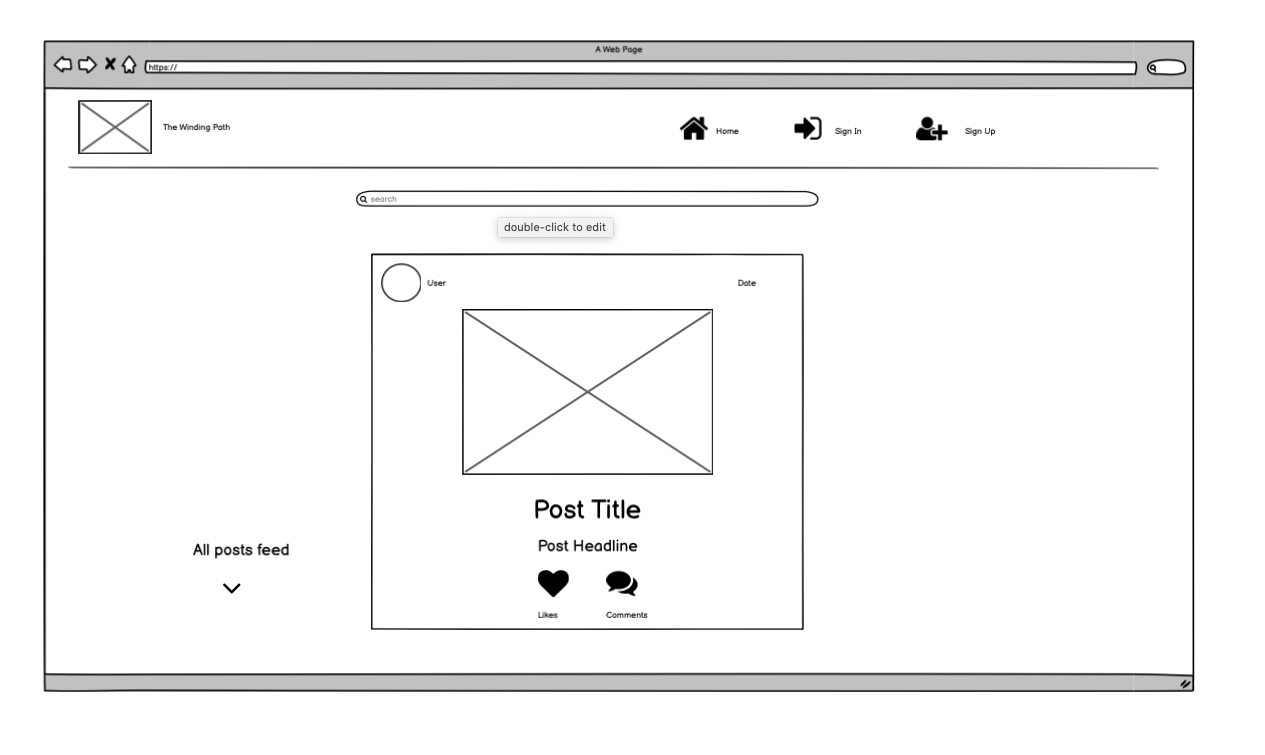 A Web Page
https://
The Winding Path
Home
Sign In
Sign Up
search
double-click to edit
User
Date
Post Title
Post Headline
All posts feed
Likes
Comments